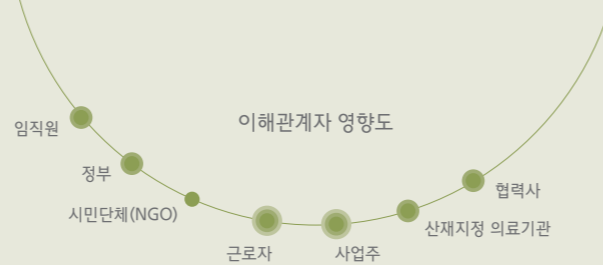 이해관계자 영향도
임직원
정부
시민단체(NGO)
근로자
사업주
산재지정 의료기관
협력사